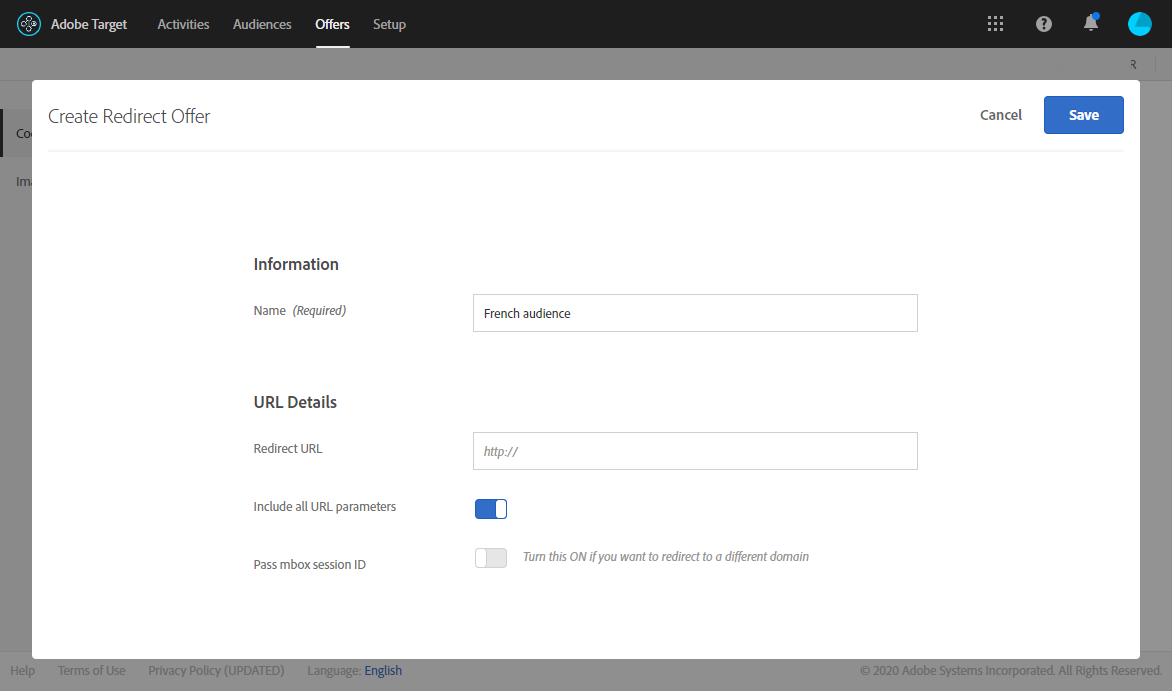 Adobe Target Activities Audiences Offers Setup
R
Create Redirect Offer Cancel Save
Information
Name (Required) French audience
URL Details
Redirect URL http://
Include all URL parameters
Pass mbox session ID Turn this ON if you want to redirect to a different domain
Help Terms of Use Privacy Policy (UPDATED) Language: English © 2020 Adobe Systems Incorporated. All Rights Reserved.